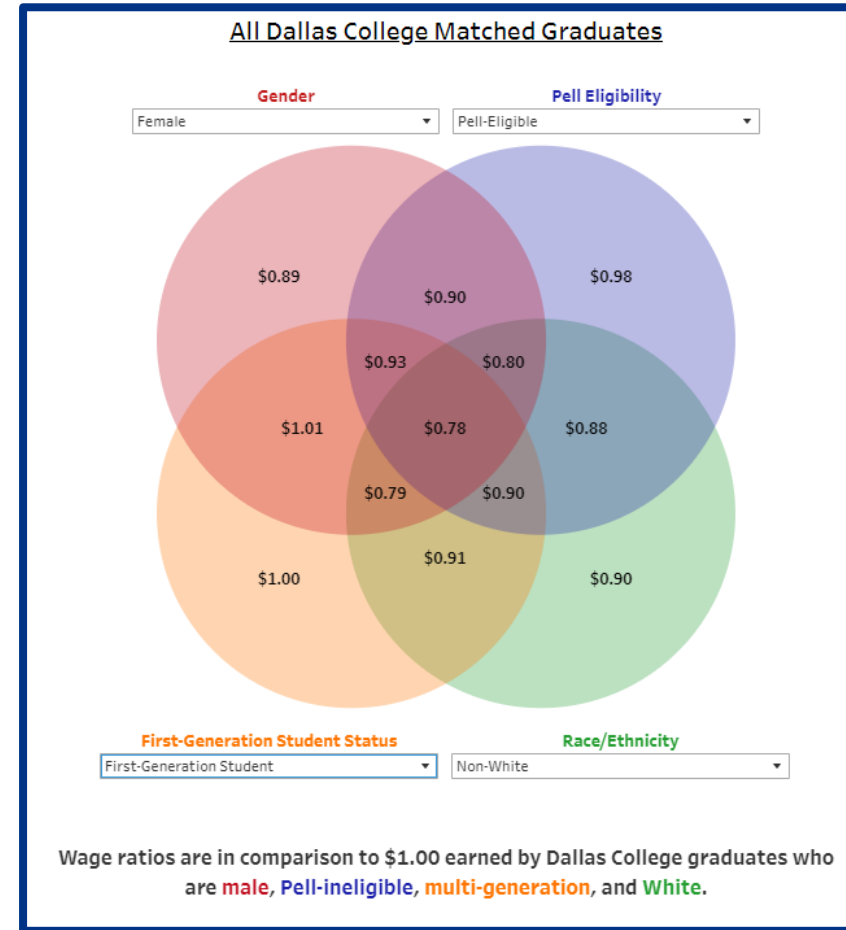 All Dallas College Matched Graduates
Gender
Pell Eligibility
Female
Pell-Eligible
$0.89
$0.98
$0.90
$0.93
$0.80
$1.01
$0.78
$0.88
$0.79
$0.90
$0.91
$1.00
$0.90
First-Generation Student Status
Race/Ethnicity
First-Generation Student
Non-White
Wage ratios are in comparison to $1.00 earned by Dallas College graduates who
are male, Pell-ineligible, multi-generation, and White.